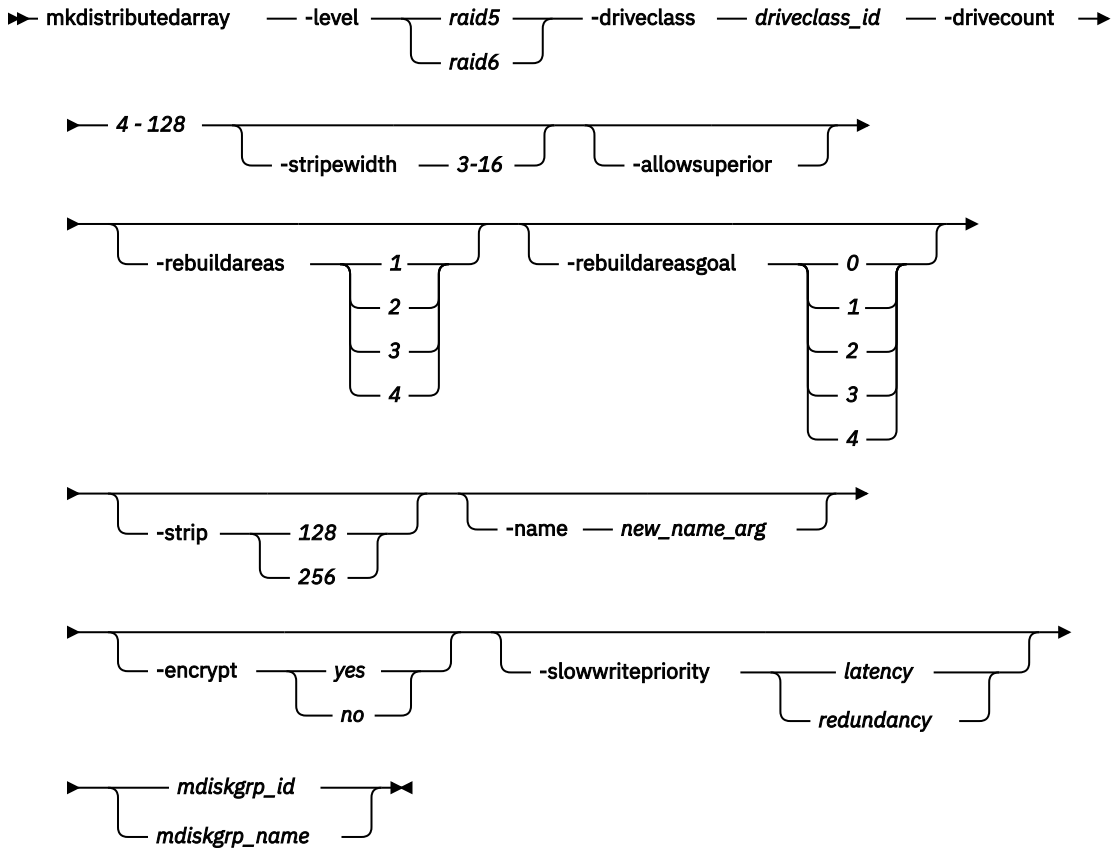 mkdistributedarray -level raid5 -driveclass driveclass_id -drivecount
raid6
4 - 128
-stripewidth 3-16 -allowsuperior
-rebuildareas 1 -rebuildareasgoal 0
2 1
3 2
4 3
4
-strip 128 -name new_name_arg
256
-encrypt yes -slowwritepriority latency
no redundancy
mdiskgrp_id
mdiskgrp_name